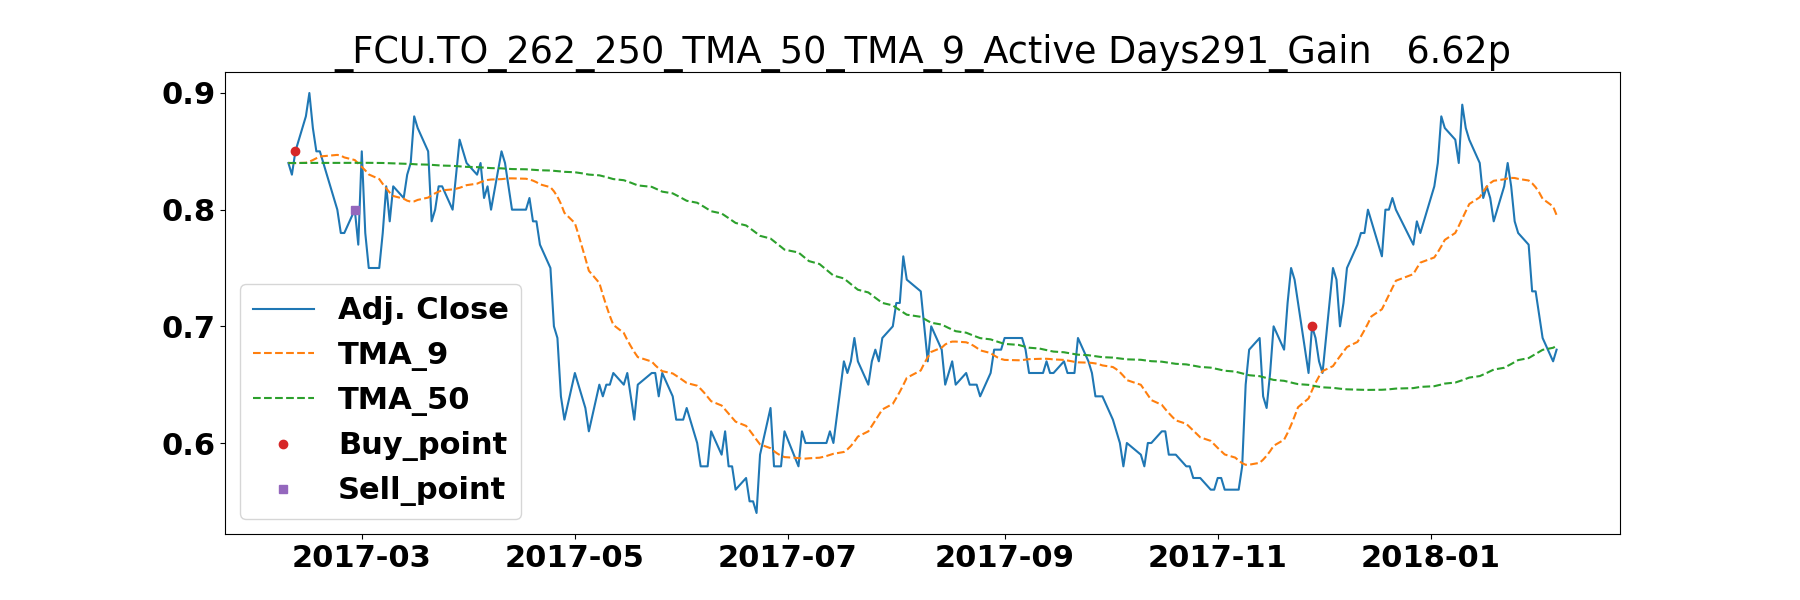 _FCU.TO_262_250_TMA_50_TMA_9_Active Days291_Gain   6.62p
0.9
0.8
0.7
0.6
Adj. Close
TMA_9
TMA_50
Buy_point
Sell_point
2017-03 2017-05 2017-07 2017-09 2017-11 2018-01